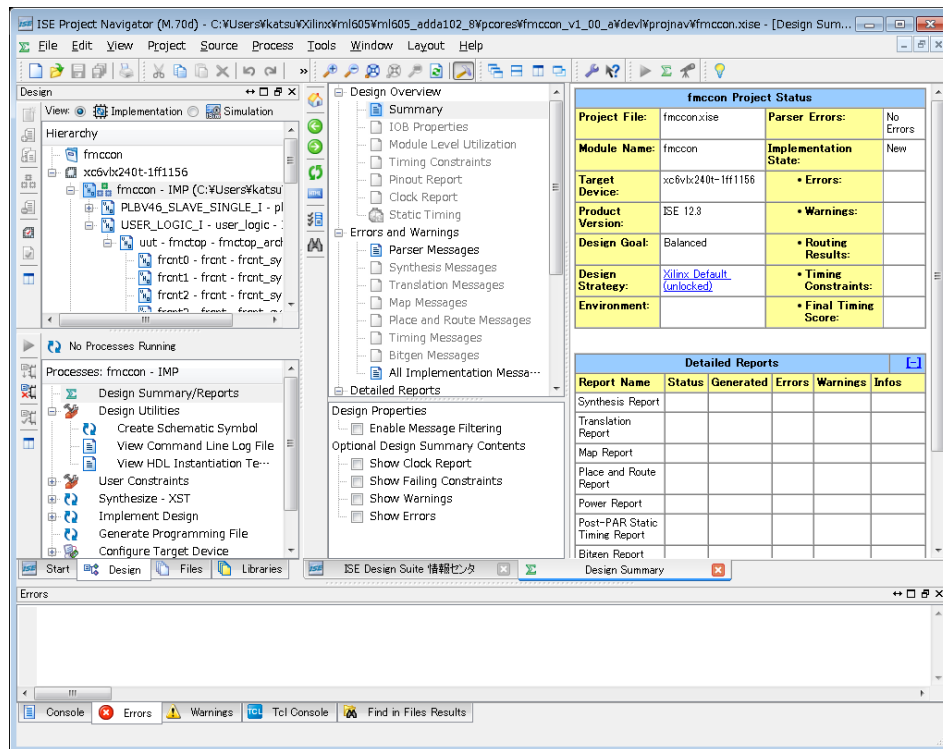 ISE Project Navigator (M.70d) - C:¥Users¥katsu¥Xilinx¥ml605¥ml605_adda102_8¥pcores¥fmccon_v1_00_a¥devl¥projnav¥fmccon.xise - [Design Sum...
File Edit View Project Source Process Tools Window Layout Help
Design
View: Implementation Simulation
Hierarchy
fmccon
xc6vlx240t-1ff1156
fmccon - IMP (C:¥Users¥katsu
PLBV46_SLAVE_SINGLE_I - pl
USER_LOGIC_I - user_logic -
uut - fmctop - fmctop_arc
front0 - front - front_sy
front1 - front - front_sy
front2 - front - front_sy
No Processes Running
Processes: fmccon - IMP
Design Summary/Reports
Design Utilities
Create Schematic Symbol
View Command Line Log File
View HDL Instantiation Te…
User Constraints
Synthesize - XST
Implement Design
Generate Programming File
Configure Target Device
Start Design Files Libraries
Design Overview
Summary
IOB Properties
Module Level Utilization
Timing Constraints
Pinout Report
Clock Report
Static Timing
Errors and Warnings
Parser Messages
Synthesis Messages
Translation Messages
Map Messages
Place and Route Messages
Timing Messages
Bitgen Messages
All Implementation Messa…
Detailed Reports
Design Properties
Enable Message Filtering
Optional Design Summary Contents
Show Clock Report
Show Failing Constraints
Show Warnings
Show Errors
fmccon Project Status
Project File: fmccon.xise Parser Errors: No Errors
Module Name: fmccon Implementation State: New
Target Device: xc6vlx240t-1ff1156 • Errors:
Product Version: ISE 12.3 • Warnings:
Design Goal: Balanced • Routing Results:
Design Strategy: Xilinx Default (unlocked) • Timing Constraints:
Environment: • Final Timing Score:
Detailed Reports [-]
Report Name Status Generated Errors Warnings Infos
Synthesis Report
Translation Report
Map Report
Place and Route Report
Power Report
Post-PAR Static Timing Report
Bitgen Report
ISE Design Suite 情報センタ Design Summary
Errors
Console Errors Warnings Tcl Console Find in Files Results